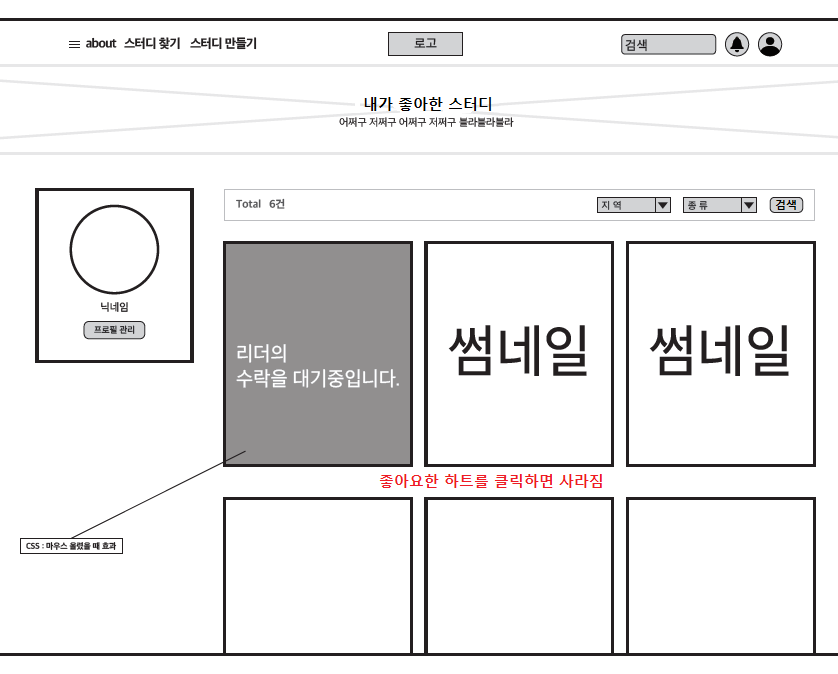 about 스터디 찾기 스터디 만들기
로고
검색
내가 좋아한 스터디
어쩌구 저쩌구 어쩌구 저쩌구 불라불라불라
Total 6건
지역
종류
검색
닉네임
프로필 관리
리더의
수락을 대기중입니다.
썸네일
썸네일
좋아요한 하트를 클릭하면 사라짐
CSS : 마우스 올렸을 때 효과